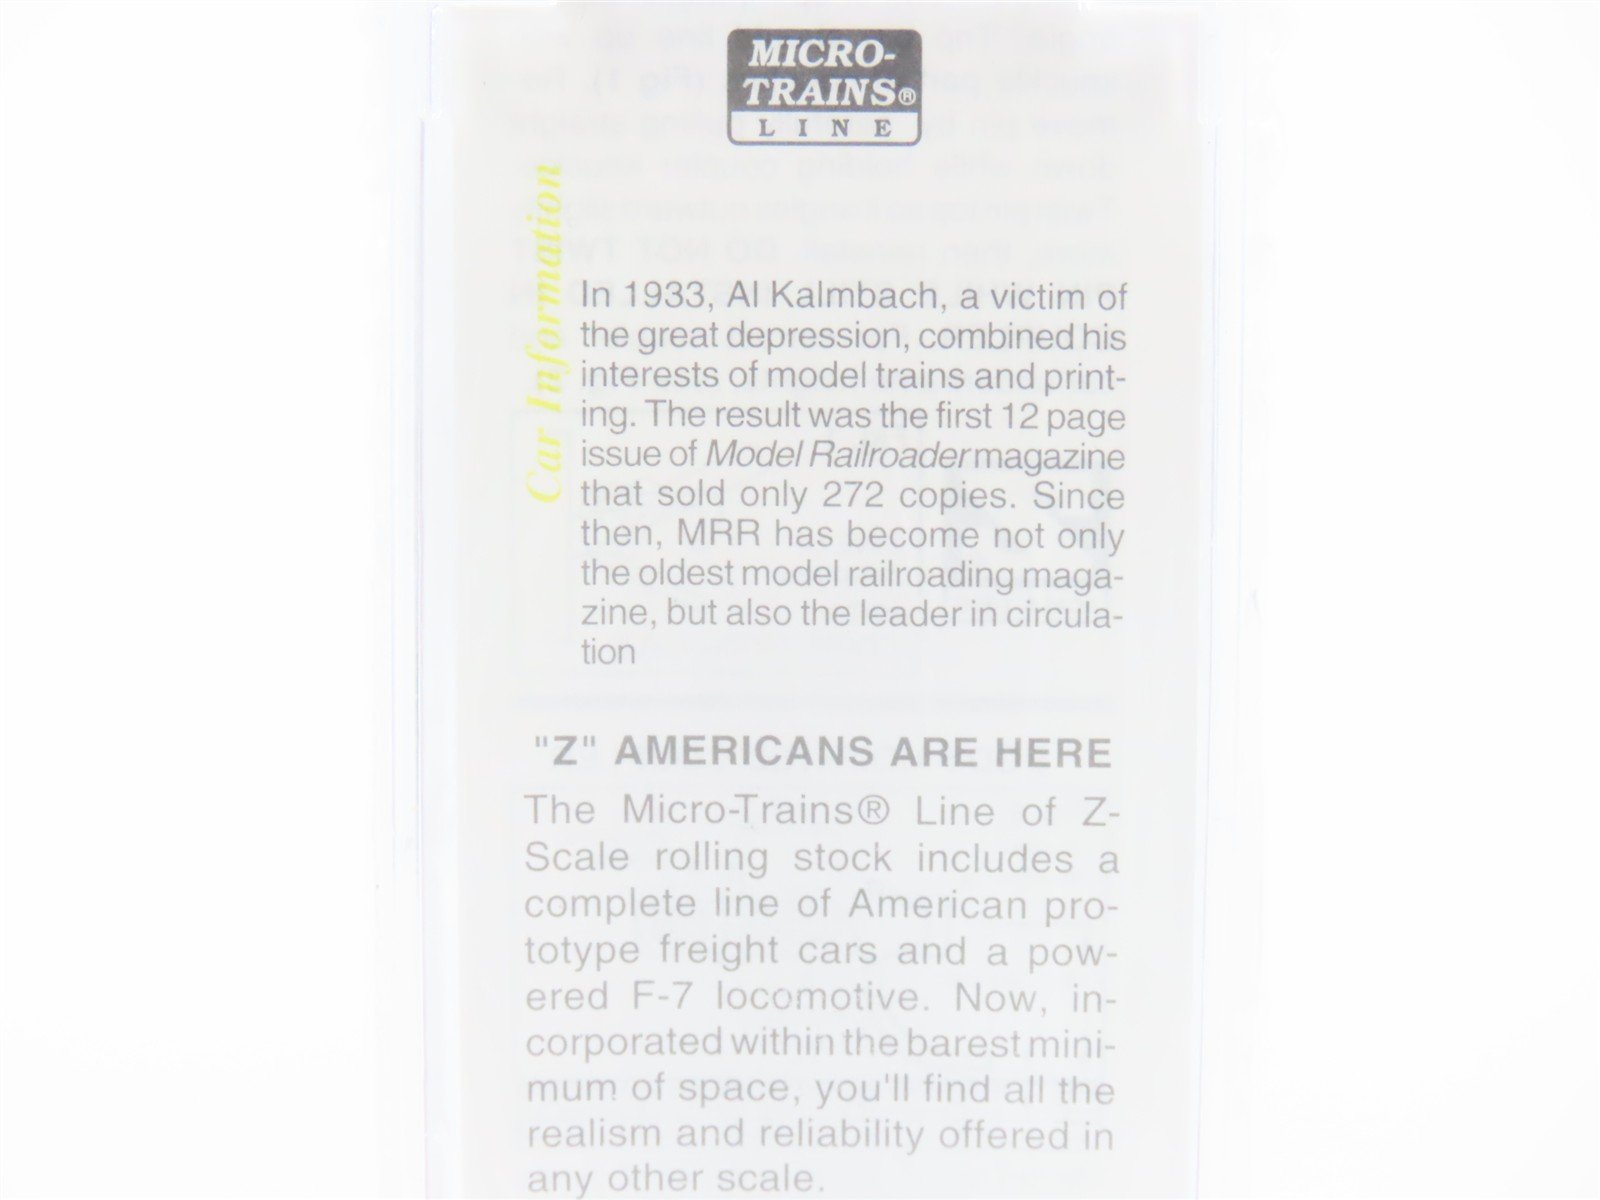 MICRO-
TRAINS®
LINE
Car Information
In 1933, Al Kalmbach, a victim of
the great depression, combined his
interests of model trains and print-
ing. The result was the first 12 page
issue of Model Railroader magazine
that sold only 272 copies. Since
then, MRR has become not only
the oldest model railroading maga-
zine, but also the leader in circula-
tion
"Z" AMERICANS ARE HERE
The Micro-Trains® Line of Z-
Scale rolling stock includes a
complete line of American pro-
totype freight cars and a pow-
ered F-7 locomotive. Now, in-
corporated within the barest mini-
mum of space, you'll find all the
realism and reliability offered in
any other scale.